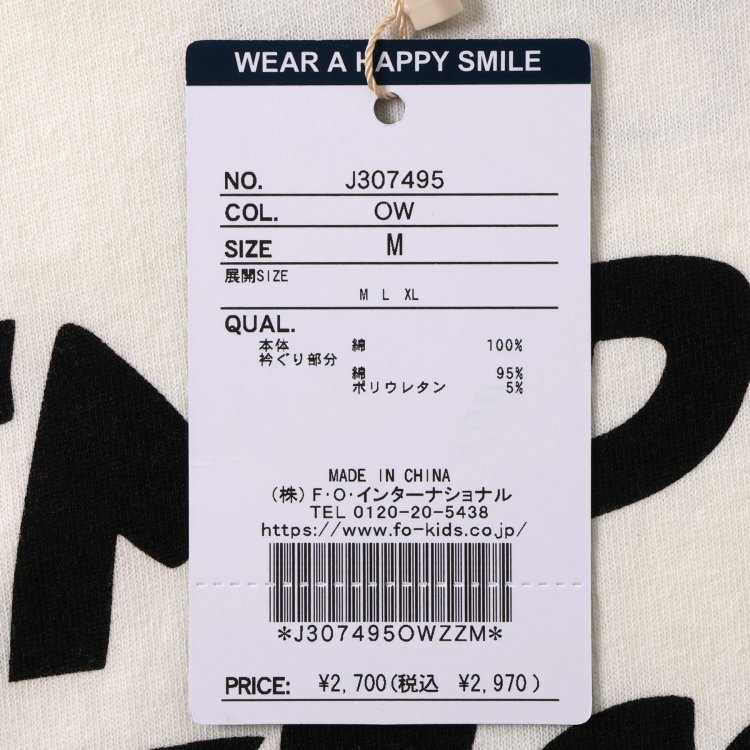 WEAR A HAPPY SMILE
NO. J307495
COL. OW
SIZE M
展開SIZE
M L XL
QUAL.
本体 綿 100%
衿ぐり部分
綿 95%
ポリウレタン 5%
MADE IN CHINA
(株)F・O・インターナショナル
TEL 0120-20-5438
https://www.fo-kids.co.jp/
*J307495OWZZM*
PRICE: ¥2,700(税込 ¥2,970)